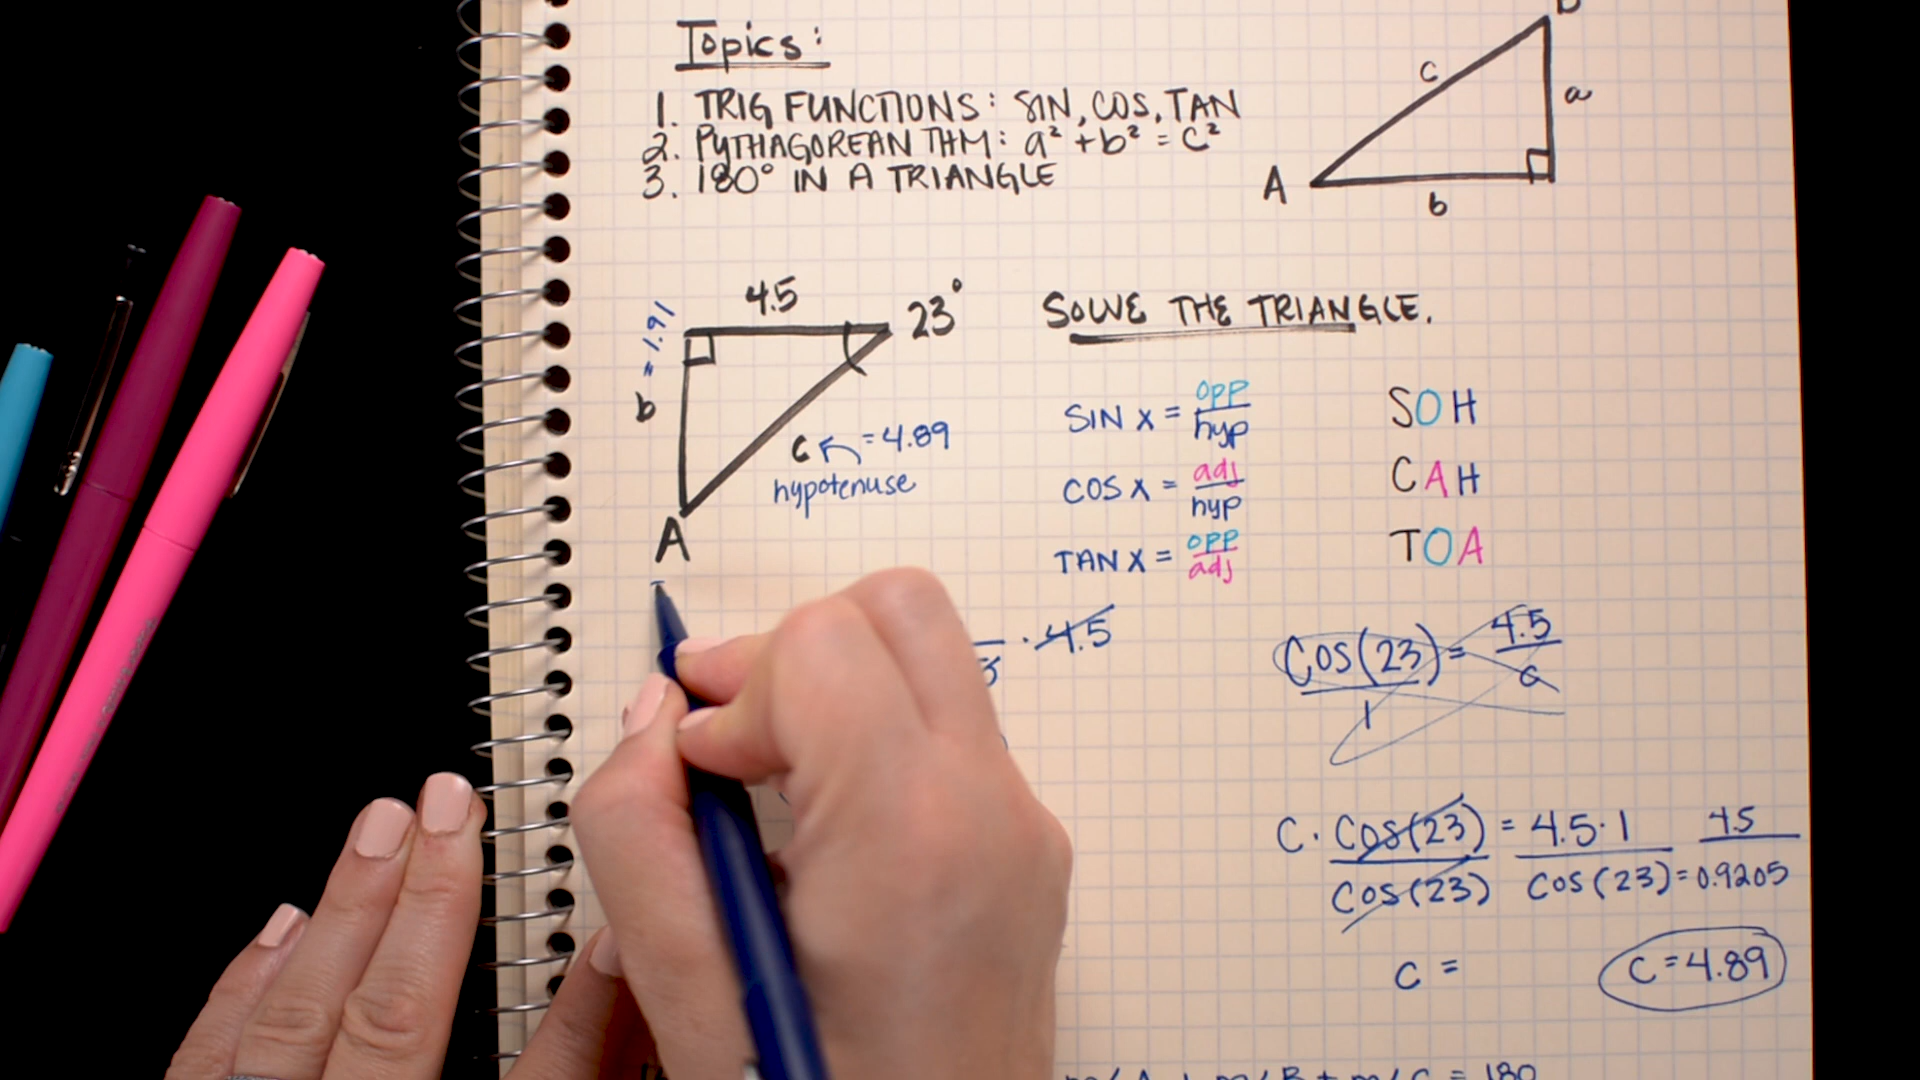 Topics:
1. TRIG FUNCTIONS: SIN, COS, TAN
2. PYTHAGOREAN THM: a² + b² = c²
3. 180° IN A TRIANGLE
c
a
A
b
4.5
23°
b = 1.91
c = 4.89
hypotenuse
A
SOLVE THE TRIANGLE.
SIN X = opp/hyp
COS X = adj/hyp
TAN X = opp/adj
SOH
CAH
TOA
· 4.5
Cos(23)/1 = 4.5/a
C · Cos(23)/Cos(23) = 4.5·1/Cos(23) = 4.5/0.9205
C =
C = 4.89